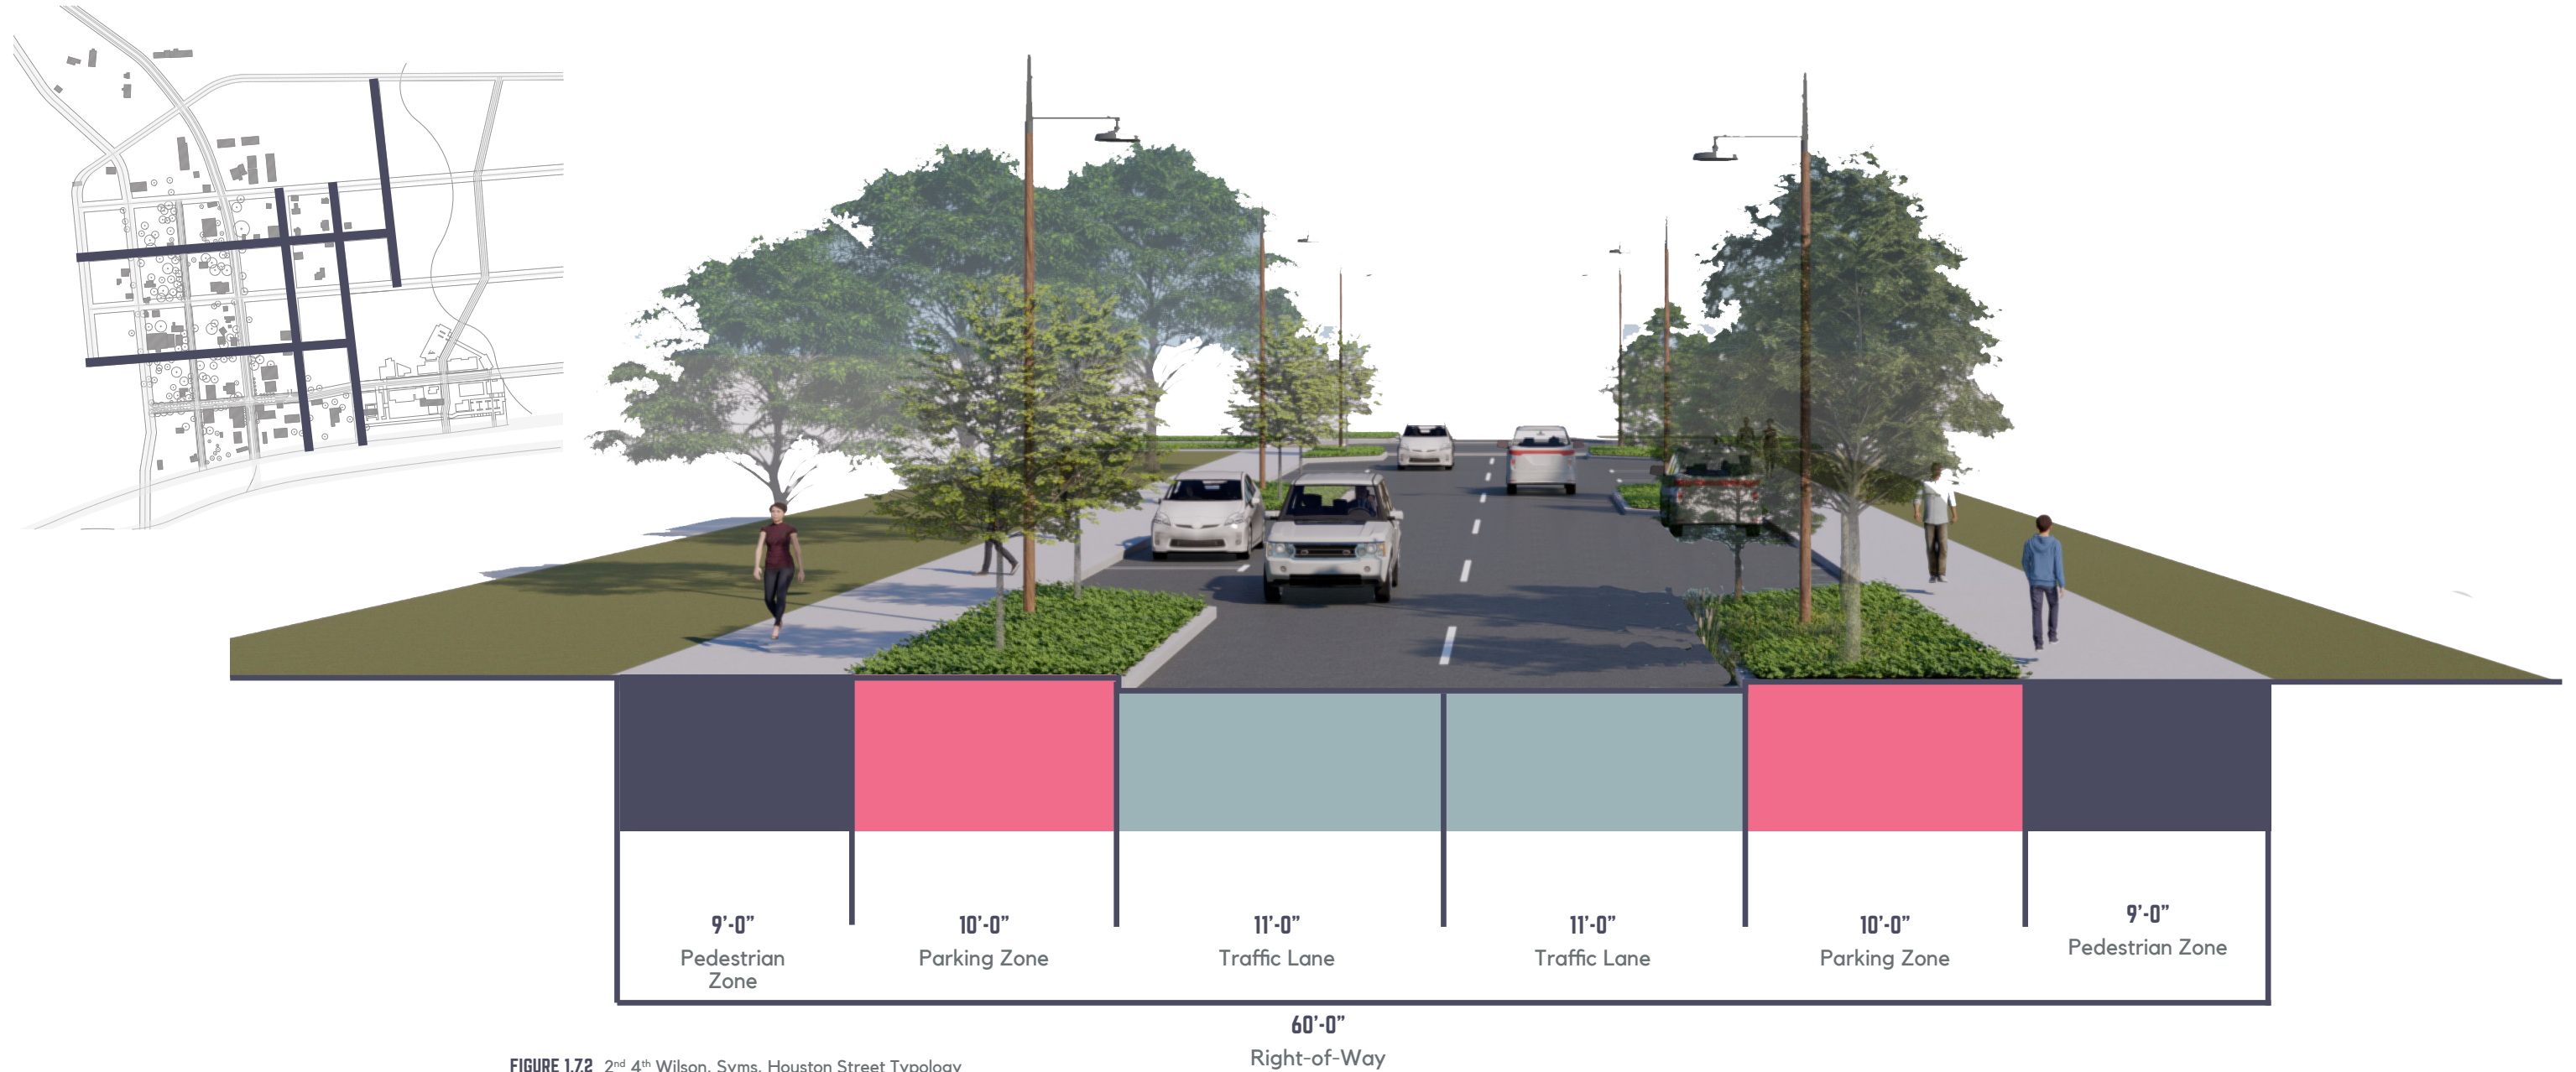 9'-0"
Pedestrian
Zone
10'-0"
Parking Zone
11'-0"
Traffic Lane
11'-0"
Traffic Lane
10'-0"
Parking Zone
9'-0"
Pedestrian Zone
60'-0"
Right-of-Way
FIGURE 1.7.2 2nd 4th Wilson, Syms, Houston Street Typology